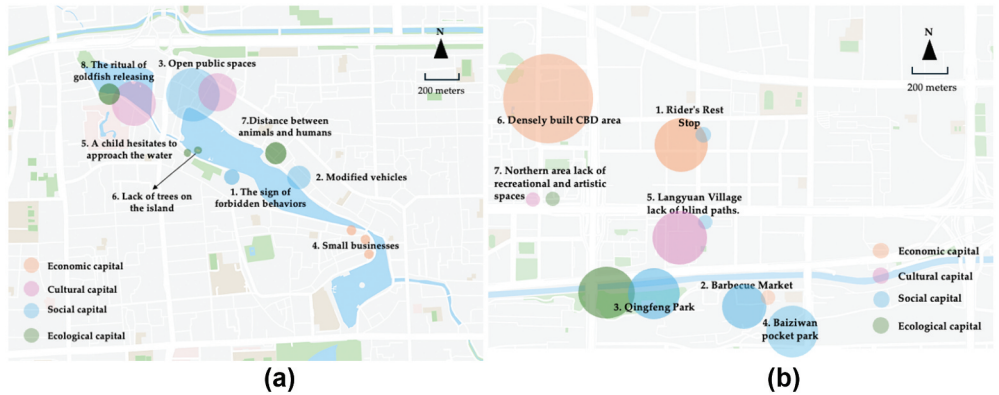 N
200 meters
8. The ritual of
goldfish releasing
3. Open public spaces
7.Distance between
animals and humans
5. A child hesitates to
approach the water
6. Lack of trees on
the island
1. The sign of
forbidden behaviors
2. Modified vehicles
4. Small businesses
Economic capital
Cultural capital
Social capital
Ecological capital
(a)
N
200 meters
6. Densely built CBD area
1. Rider's Rest
Stop
7. Northern area lack of
recreational and artistic
spaces
5. Langyuan Village
lack of blind paths.
3. Qingfeng Park
2. Barbecue Market
4. Baiziwan
pocket park
Economic capital
Cultural capital
Social capital
Ecological capital
(b)